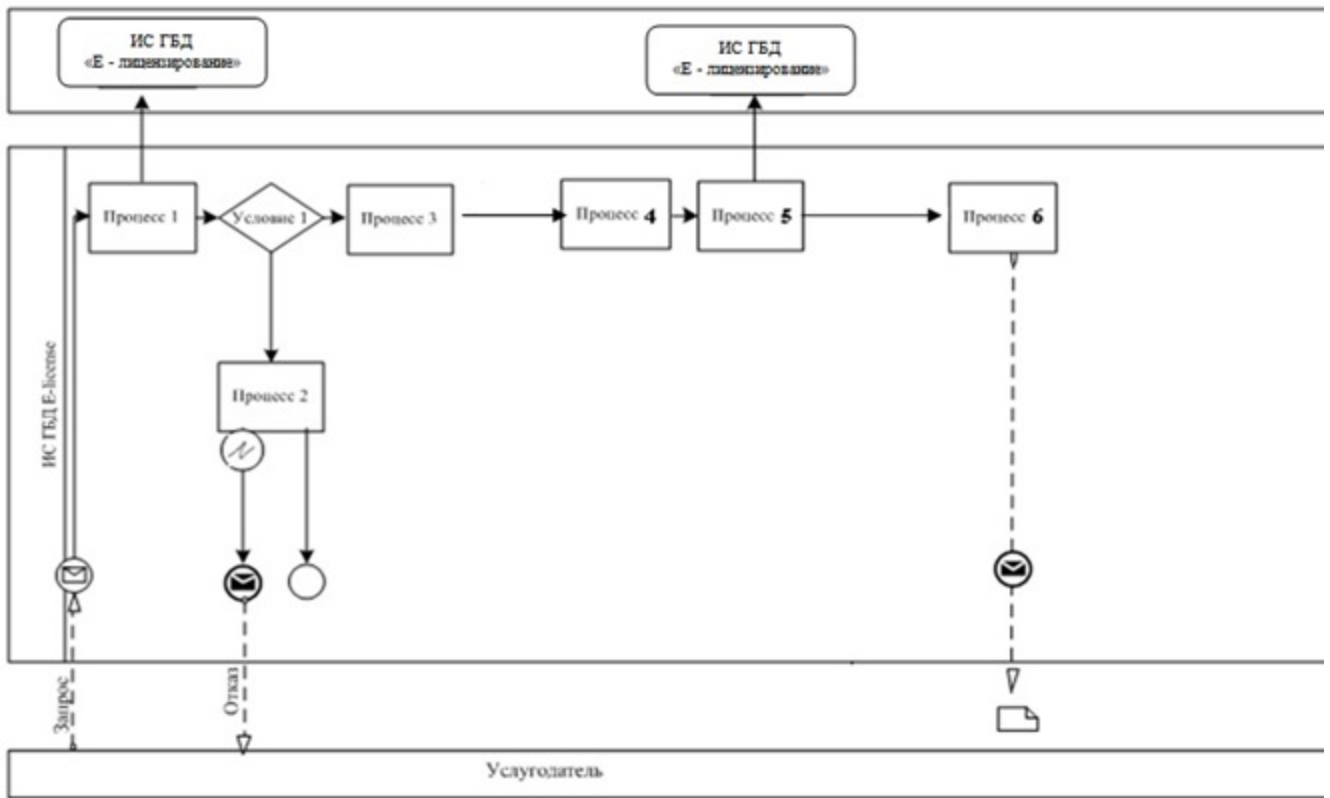 ИС ГБД
«Е - лицензирование»
ИС ГБД
«Е - лицензирование»
Процесс 1
Условие 1
Процесс 3
Процесс 4
Процесс 5
Процесс 6
Процесс 2
ИС ГБД E-license
Запрос
Отказ
Услугодатель